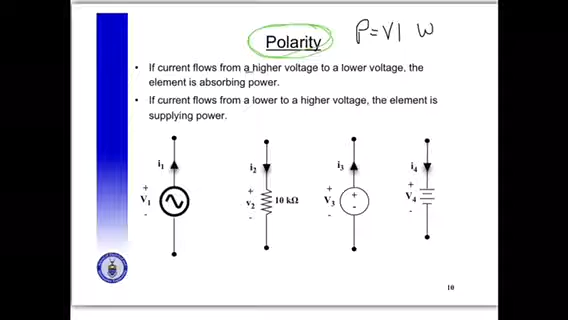 Polarity
P=VI W
• If current flows from a higher voltage to a lower voltage, the
element is absorbing power.
• If current flows from a lower to a higher voltage, the element is
supplying power.
i1
i2
i3
i4
+
V1
-
+
v2
-
10 kΩ
+
V3
-
+
-
+
V4
-
10